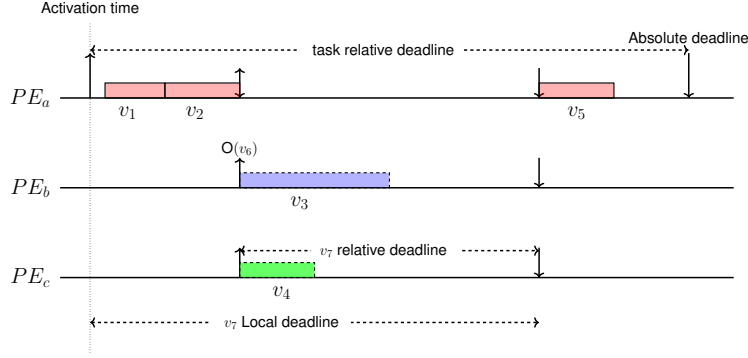 Activation time
Absolute deadline
task relative deadline
PE_a
v_1 v_2 v_5
O(v_6)
PE_b
v_3
v_7 relative deadline
PE_c
v_4
v_7 Local deadline